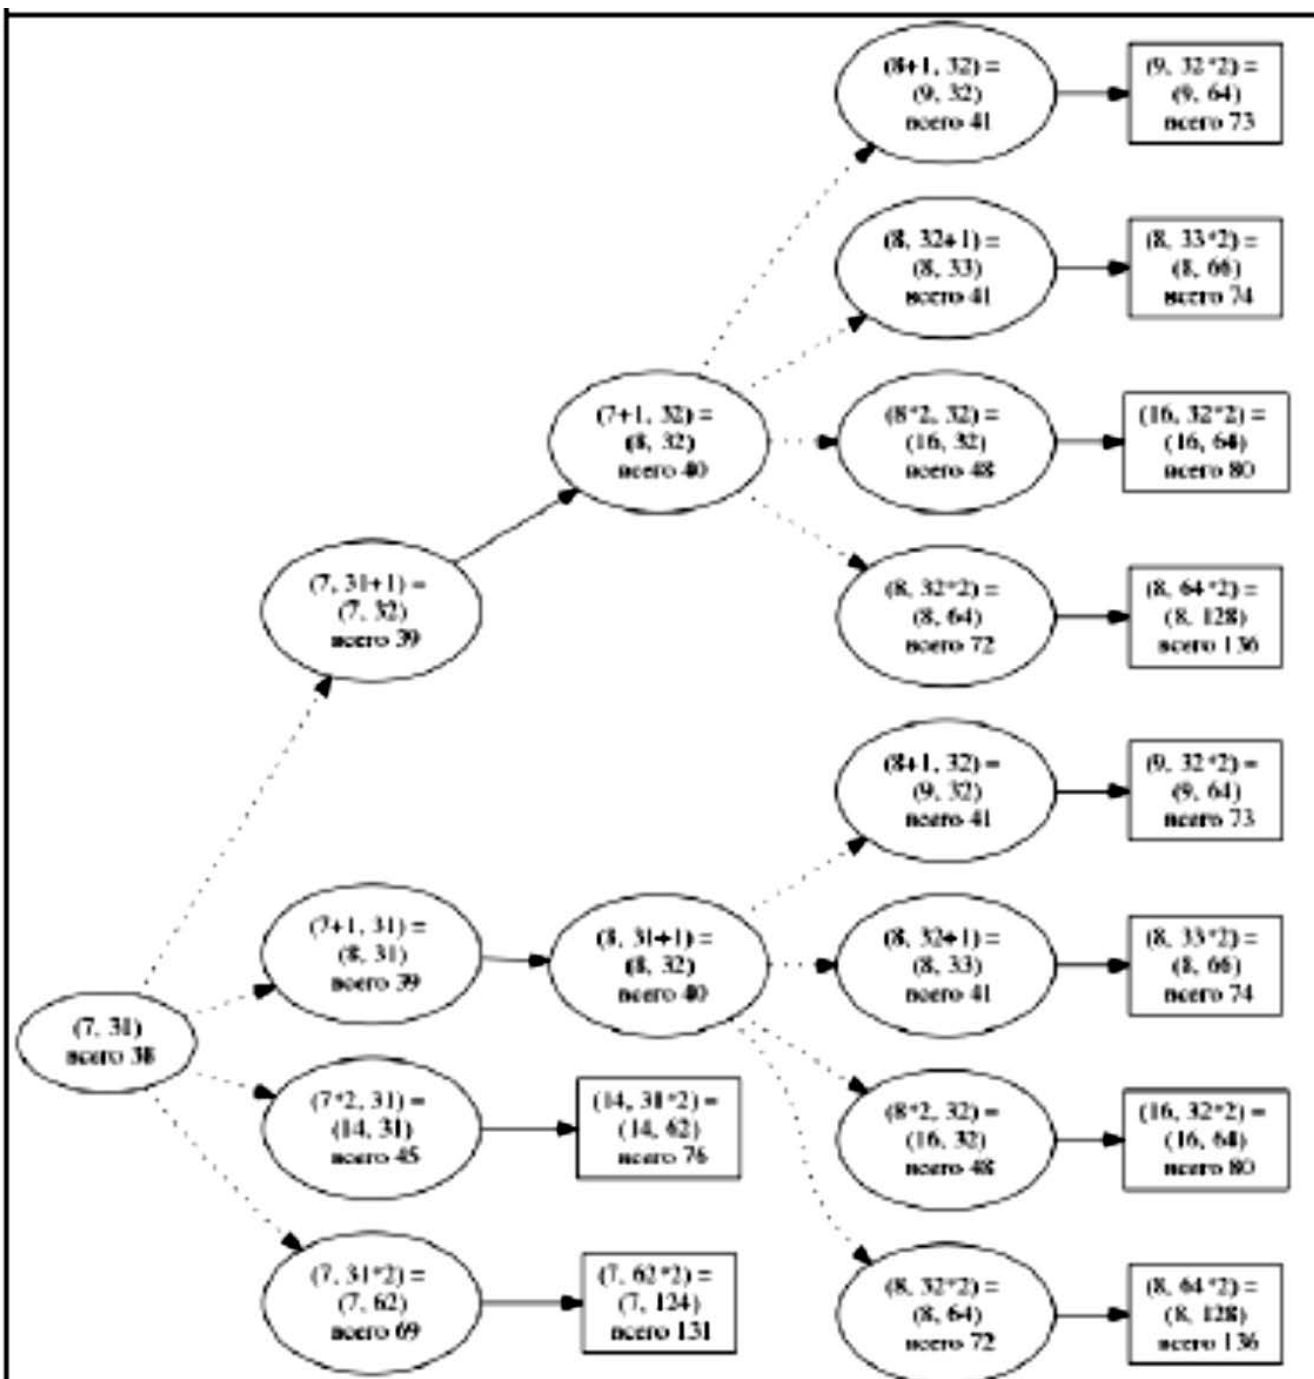 (8+1, 32) =
(9, 32)
всего 41
(9, 32*2) =
(9, 64)
всего 73
(8, 32+1) =
(8, 33)
всего 41
(8, 33*2) =
(8, 66)
всего 74
(7+1, 32) =
(8, 32)
всего 40
(8*2, 32) =
(16, 32)
всего 48
(16, 32*2) =
(16, 64)
всего 80
(7, 31+1) =
(7, 32)
всего 39
(8, 32*2) =
(8, 64)
всего 72
(8, 64*2) =
(8, 128)
всего 136
(8+1, 32) =
(9, 32)
всего 41
(9, 32*2) =
(9, 64)
всего 73
(7+1, 31) =
(8, 31)
всего 39
(8, 31+1) =
(8, 32)
всего 40
(8, 32+1) =
(8, 33)
всего 41
(8, 33*2) =
(8, 66)
всего 74
(7, 31)
всего 38
(7*2, 31) =
(14, 31)
всего 45
(14, 31*2) =
(14, 62)
всего 76
(8*2, 32) =
(16, 32)
всего 48
(16, 32*2) =
(16, 64)
всего 80
(7, 31*2) =
(7, 62)
всего 69
(7, 62*2) =
(7, 124)
всего 131
(8, 32*2) =
(8, 64)
всего 72
(8, 64*2) =
(8, 128)
всего 136